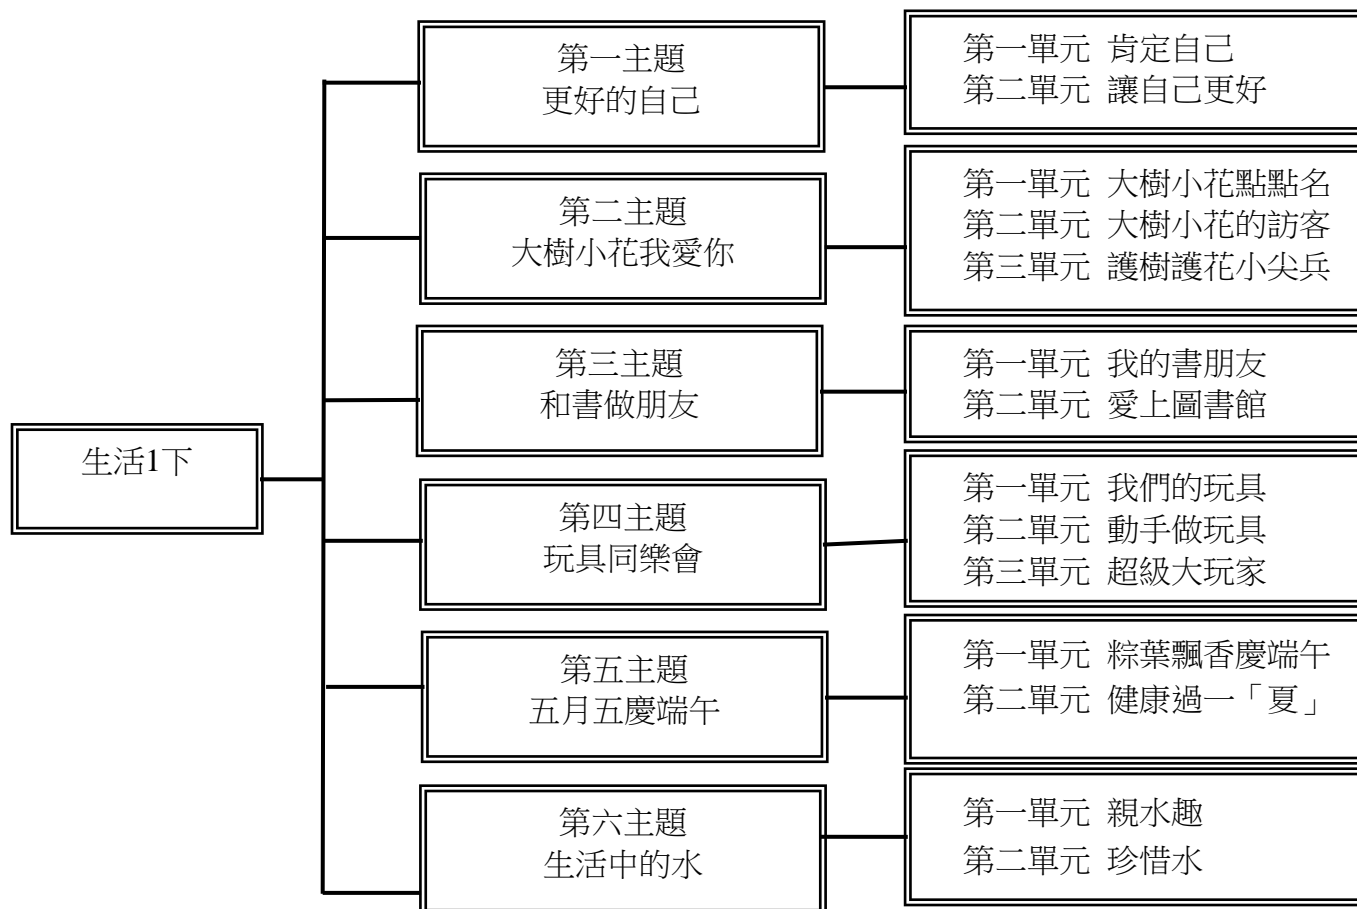 生活1下
第一主題
更好的自己
第一單元 肯定自己
第二單元 讓自己更好
第二主題
大樹小花我愛你
第一單元 大樹小花點點名
第二單元 大樹小花的訪客
第三單元 護樹護花小尖兵
第三主題
和書做朋友
第一單元 我的書朋友
第二單元 愛上圖書館
第四主題
玩具同樂會
第一單元 我們的玩具
第二單元 動手做玩具
第三單元 超級大玩家
第五主題
五月五慶端午
第一單元 粽葉飄香慶端午
第二單元 健康過一「夏」
第六主題
生活中的水
第一單元 親水趣
第二單元 珍惜水